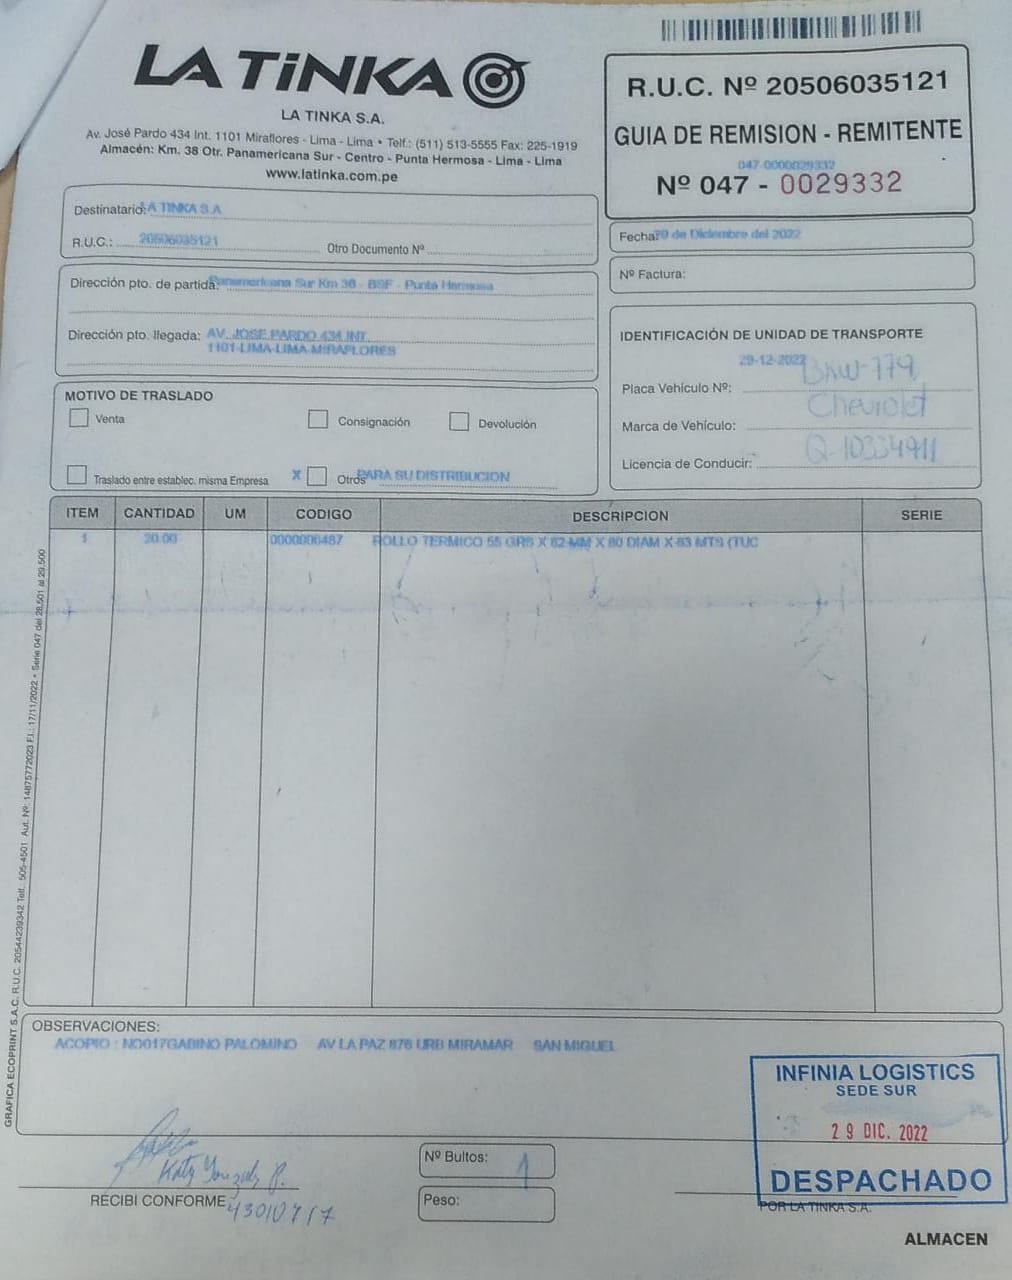 LA TiNKA
LA TINKA S.A.
Av. José Pardo 434 Int. 1101 Miraflores - Lima - Lima • Telf.: (511) 513-5555 Fax: 225-1919
Almacén: Km. 38 Otr. Panamericana Sur - Centro - Punta Hermosa - Lima - Lima
www.latinka.com.pe
R.U.C. Nº 20506035121
GUIA DE REMISION - REMITENTE
047-0000029332
Nº 047 - 0029332
Destinatario: LA TINKA S.A
R.U.C.: 20506035121 Otro Documento Nº
Fecha: 29 de Diciembre del 2022
Nº Factura:
Dirección pto. de partida: Panamericana Sur Km 38 - BSF - Punta Hermosa
Dirección pto. llegada: AV. JOSE PARDO 434 INT.
1101-LIMA-LIMA-MIRAFLORES
IDENTIFICACIÓN DE UNIDAD DE TRANSPORTE
29-12-2022
Placa Vehículo Nº: BKW-779
Marca de Vehículo: Chevrolet
Licencia de Conducir: Q-10334911
MOTIVO DE TRASLADO
Venta Consignación Devolución
Traslado entre establec. misma Empresa X Otros PARA SU DISTRIBUCION
ITEM CANTIDAD UM CODIGO DESCRIPCION SERIE
1 20.00 0000006487 ROLLO TERMICO 55 GRS X 82 MM X 80 DIAM X 83 MTS (TUC
GRAFICA ECOPRINT S.A.C. R.U.C. 20544239342 Telf.: 505-4501 Aut. Nº: 14875772023 F.I.: 17/11/2022 • Serie 047 del 28,501 al 29,500
OBSERVACIONES:
ACOPIO : NO017GABINO PALOMINO AV LA PAZ 876 URB MIRAMAR SAN MIGUEL
INFINIA LOGISTICS
SEDE SUR
29 DIC. 2022
DESPACHADO
Katy Gonzales P.
RECIBI CONFORME
43010717
Nº Bultos: 1
Peso:
POR LA TINKA S.A.
ALMACEN